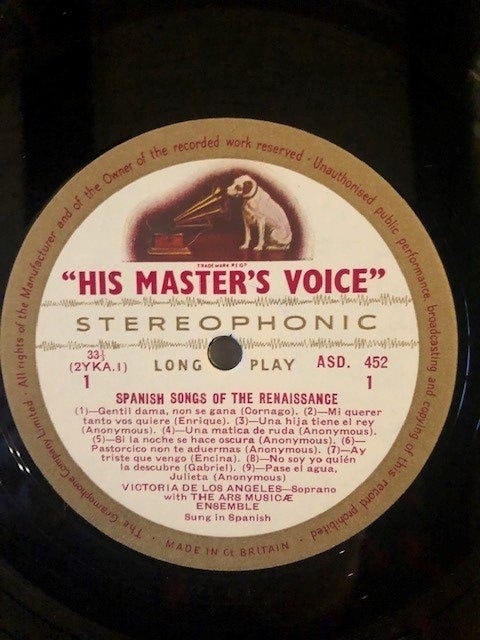 The Gramophone Company Limited · All rights of the Manufacturer and of the Owner of the recorded work reserved · Unauthorised public performance, broadcasting and copying of this record prohibited ·
TRADE MARK REGD
“HIS MASTER'S VOICE”
STEREOPHONIC
33⅓
(2YKA.1)
1
LONG PLAY
ASD. 452
1
SPANISH SONGS OF THE RENAISSANCE
(1)—Gentil dama, non se gana (Cornago). (2)—Mi querer
tanto vos quiere (Enrique). (3)—Una hija tiene el rey
(Anonymous). (4)—Una matica de ruda (Anonymous).
(5)—Si la noche se hace oscura (Anonymous). (6)—
Pastorcico non te aduermas (Anonymous). (7)—Ay
triste que vengo (Encina). (8)—No soy yo quién
la descubre (Gabriel). (9)—Pase el agua,
Julieta (Anonymous)
VICTORIA DE LOS ANGELES—Soprano
with THE ARS MUSICÆ
ENSEMBLE
Sung in Spanish
MADE IN GT BRITAIN